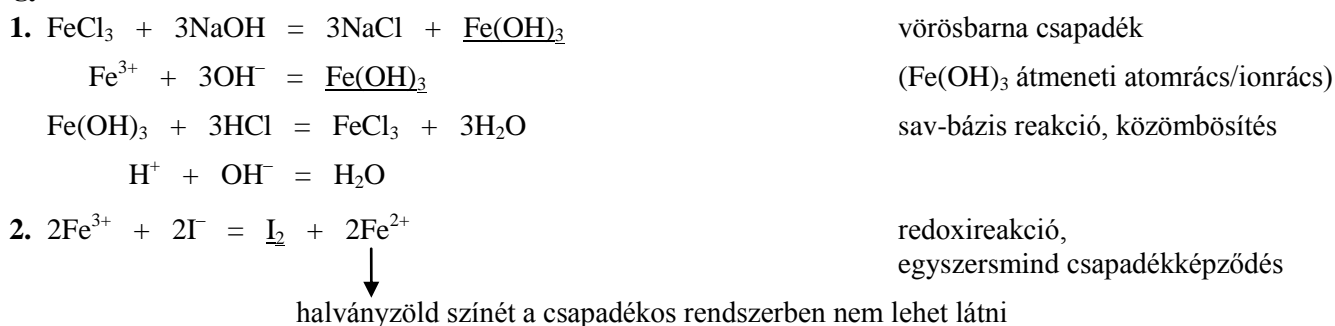 1. FeCl₃ + 3NaOH = 3NaCl + Fe(OH)₃ vörösbarna csapadék
Fe³⁺ + 3OH⁻ = Fe(OH)₃ (Fe(OH)₃ átmeneti atomrács/ionrács)
Fe(OH)₃ + 3HCl = FeCl₃ + 3H₂O sav-bázis reakció, közömbösítés
H⁺ + OH⁻ = H₂O
2. 2Fe³⁺ + 2I⁻ = I₂ + 2Fe²⁺ redoxireakció,
egyszersmind csapadékképződés
halványzöld színét a csapadékos rendszerben nem lehet látni